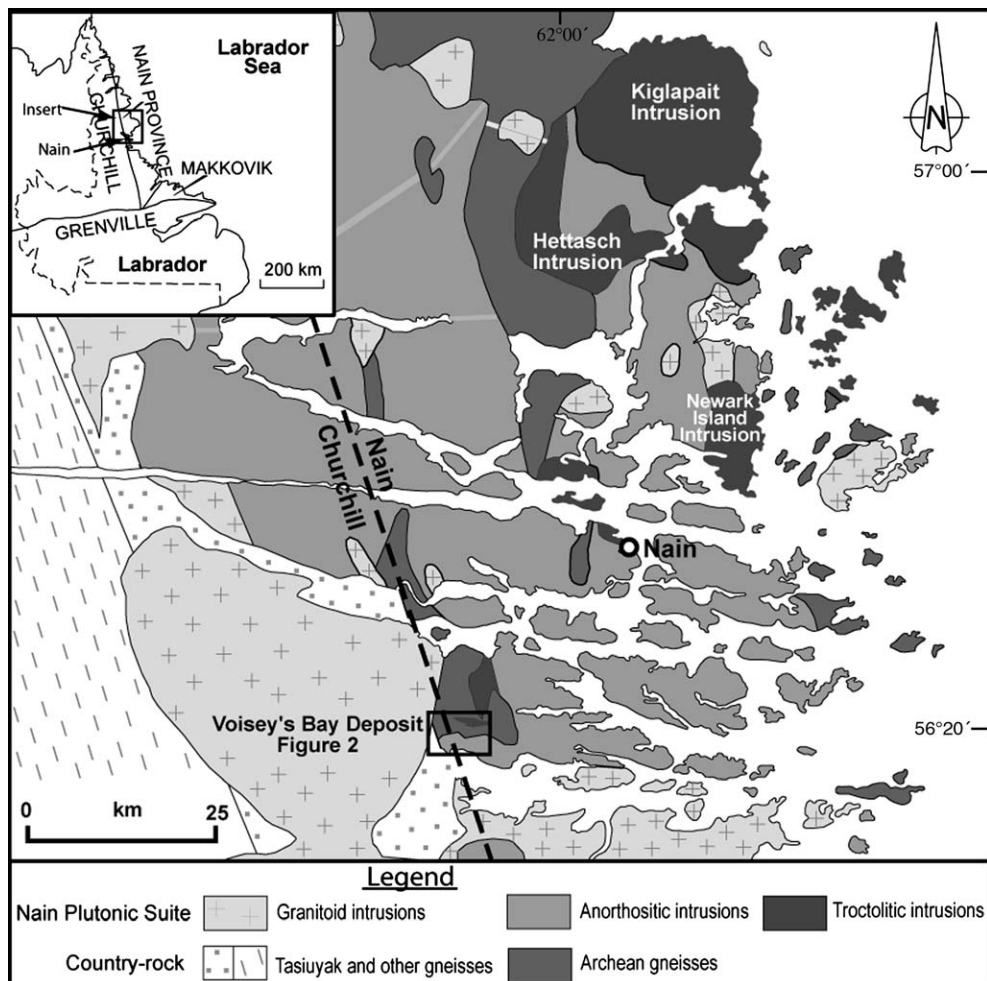 Labrador
Sea
NAIN PROVINCE
CHURCHILL
Insert
Nain
MAKKOVIK
GRENVILLE
Labrador
200 km
62°00´
N
57°00´
Kiglapait
Intrusion
Hettasch
Intrusion
Newark
Island
Intrusion
Nain
Churchill
Nain
Voisey's Bay Deposit
Figure 2
56°20´
0 km 25
Legend
Nain Plutonic Suite Granitoid intrusions Anorthositic intrusions Troctolitic intrusions
Country-rock Tasiuyak and other gneisses Archean gneisses